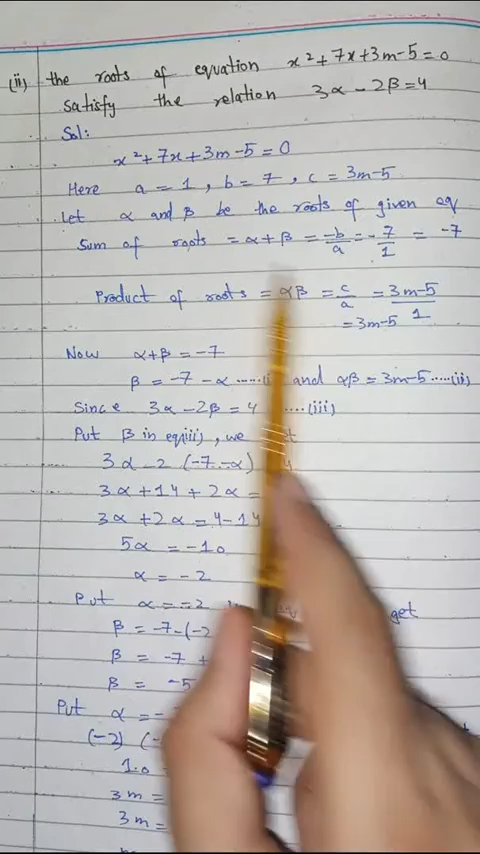 (ii) the roots of equation x²+7x+3m-5=0
satisfy the relation 3α-2β=4
Sol:
x²+7x+3m-5=0
Here a=1, b=7, c=3m-5
Let α and β be the roots of given eq
Sum of roots = α+β = -b/a = -7/1 = -7
Product of roots = αβ = c/a = 3m-5/1
= 3m-5
Now α+β=-7
β=-7-α ......(i and αβ=3m-5.....(ii)
Since 3α-2β=4 ....(iii)
Put β in eqiii), we
3α-2(-7-α)
3α+14+2α=
3α+2α=4-14
5α=-10
α=-2
Put α=-2 get
β=-7-(-2
β=-7+
β=-5
Put α=-
(-2)(-
10
3m=
3m=